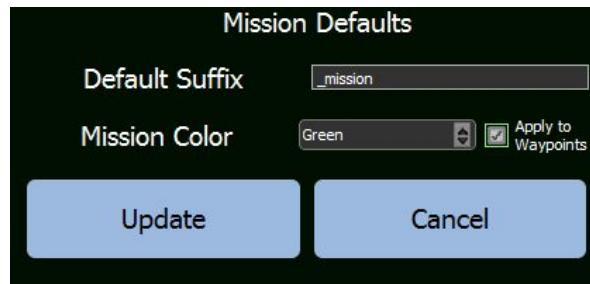 Mission Defaults
Default Suffix _mission
Mission Color Green Apply to
Waypoints
Update Cancel